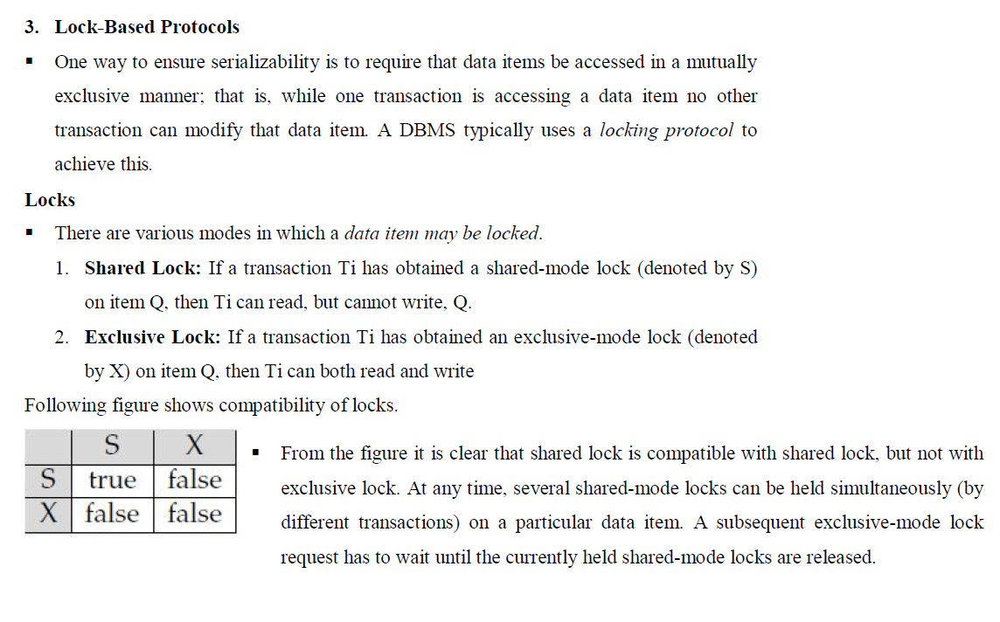 3. Lock-Based Protocols
▪ One way to ensure serializability is to require that data items be accessed in a mutually
exclusive manner; that is, while one transaction is accessing a data item no other
transaction can modify that data item. A DBMS typically uses a locking protocol to
achieve this.
Locks
▪ There are various modes in which a data item may be locked.
1. Shared Lock: If a transaction Ti has obtained a shared-mode lock (denoted by S)
on item Q, then Ti can read, but cannot write, Q.
2. Exclusive Lock: If a transaction Ti has obtained an exclusive-mode lock (denoted
by X) on item Q, then Ti can both read and write
Following figure shows compatibility of locks.
S X
S true false
X false false
▪ From the figure it is clear that shared lock is compatible with shared lock, but not with
exclusive lock. At any time, several shared-mode locks can be held simultaneously (by
different transactions) on a particular data item. A subsequent exclusive-mode lock
request has to wait until the currently held shared-mode locks are released.